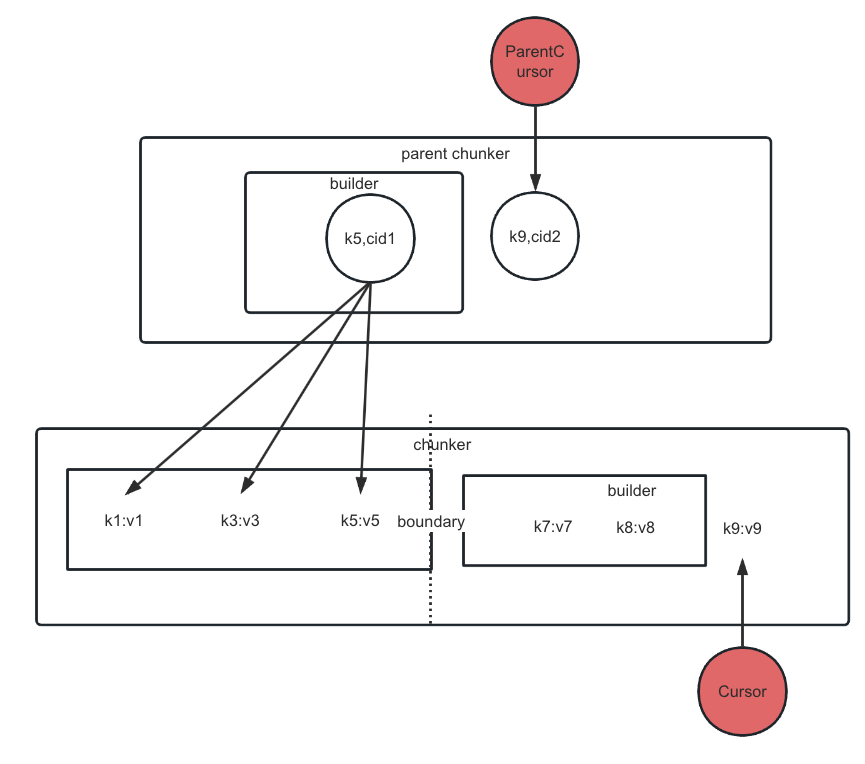 ParentC
ursor
parent chunker
builder
k5,cid1
k9,cid2
chunker
builder
k1:v1
k3:v3
k5:v5
boundary
k7:v7
k8:v8
k9:v9
Cursor